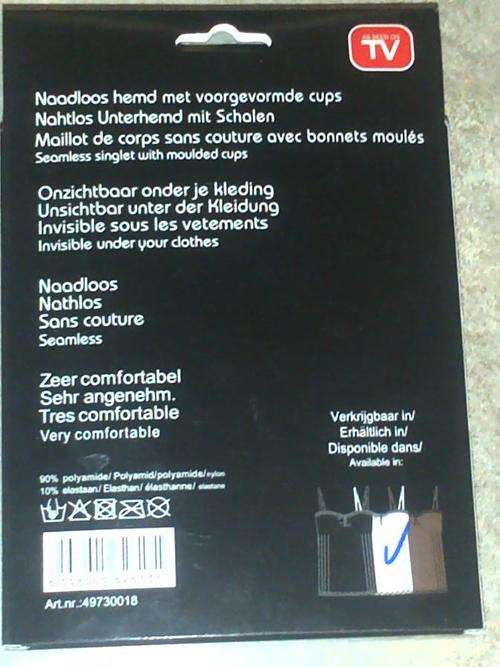 AS SEEN ON
TV
Naadloos hemd met voorgevormde cups
Nahtlos Unterhemd mit Schalen
Maillot de corps sans couture avec bonnets moulés
Seamless singlet with moulded cups
Onzichtbaar onder je kleding
Unsichtbar unter der Kleidung
Invisible sous les vetements
Invisible under your clothes
Naadloos
Nathlos
Sans couture
Seamless
Zeer comfortabel
Sehr angenehm.
Tres comfortable
Very comfortable
Verkrijgbaar in/
Erhältlich in/
Disponible dans/
Available in:
90% polyamide/ Polyamid/polyamide/nylon
10% elastaan/ Elasthan/ élasthanne/ elastane
Art.nr.:49730018